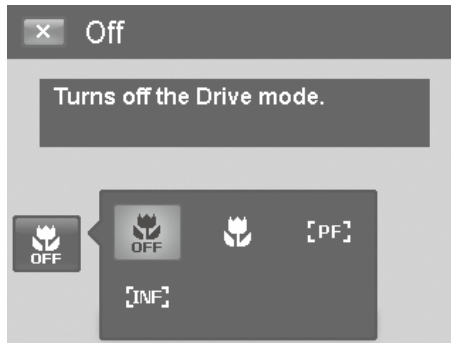 Off
Turns off the Drive mode.
OFF
OFF
[PF]
[INF]